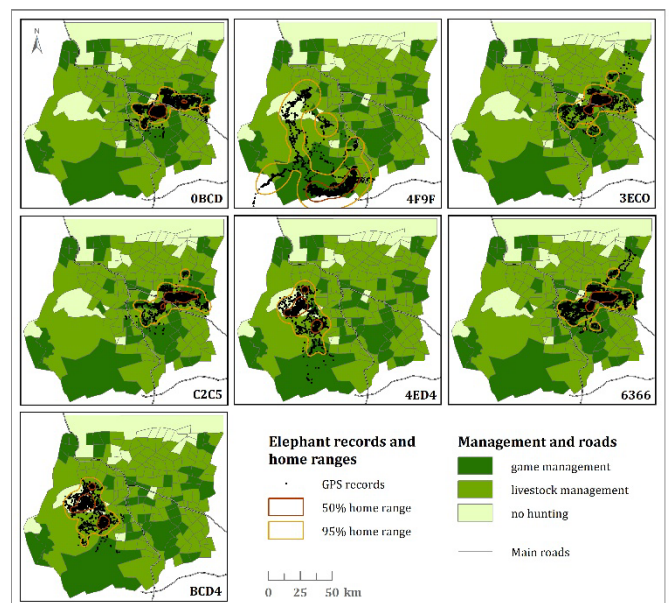 N
0BCD
4F9F
3ECO
C2C5
4ED4
6366
BCD4
Elephant records and
home ranges
GPS records
50% home range
95% home range
0 25 50 km
Management and roads
game management
livestock management
no hunting
Main roads